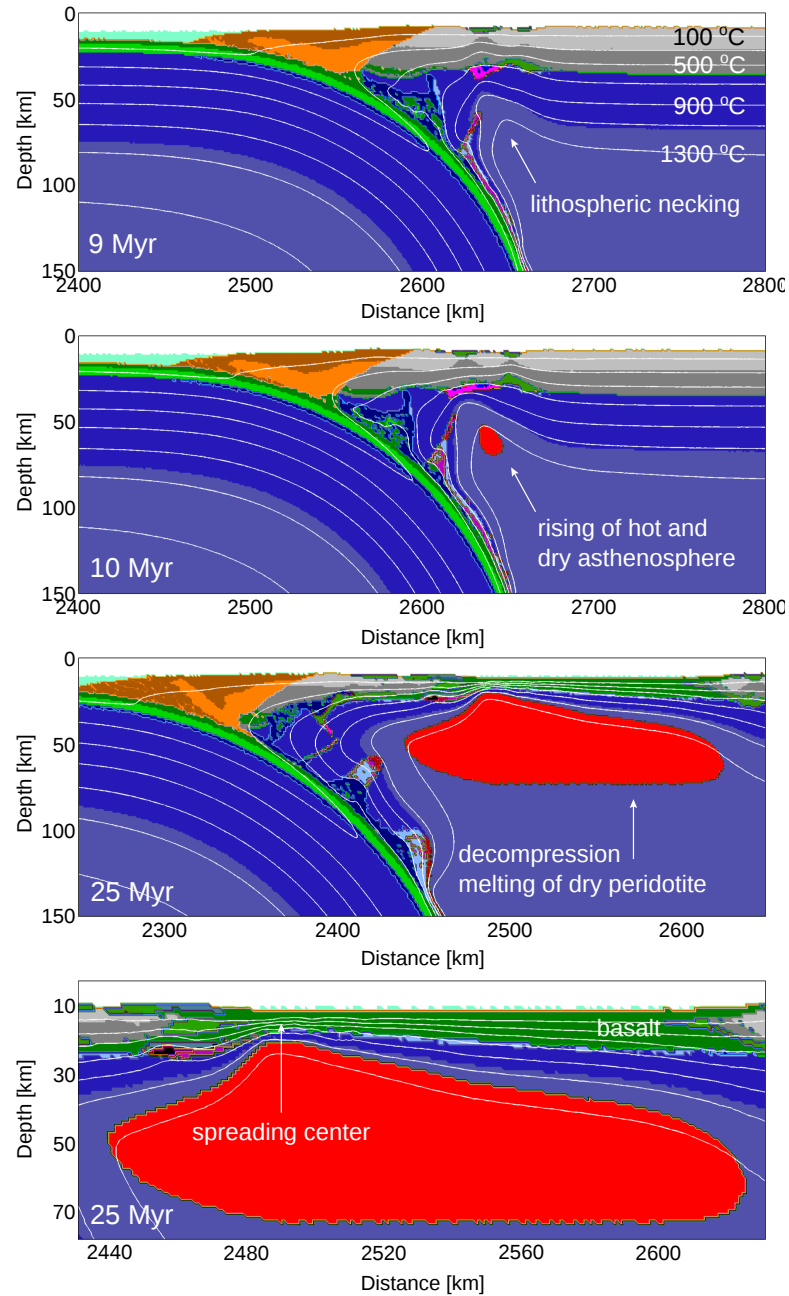 0
100 °C
500 °C
50
900 °C
1300 °C
100
lithospheric necking
9 Myr
150
2400 2500 2600 2700 2800
Depth [km]
Distance [km]
0
50
100
rising of hot and
dry asthenosphere
10 Myr
150
2400 2500 2600 2700 2800
Depth [km]
Distance [km]
0
50
100
decompression
melting of dry peridotite
25 Myr
150
2300 2400 2500 2600
Depth [km]
Distance [km]
10
basalt
30
spreading center
50
70
25 Myr
2440 2480 2520 2560 2600
Depth [km]
Distance [km]